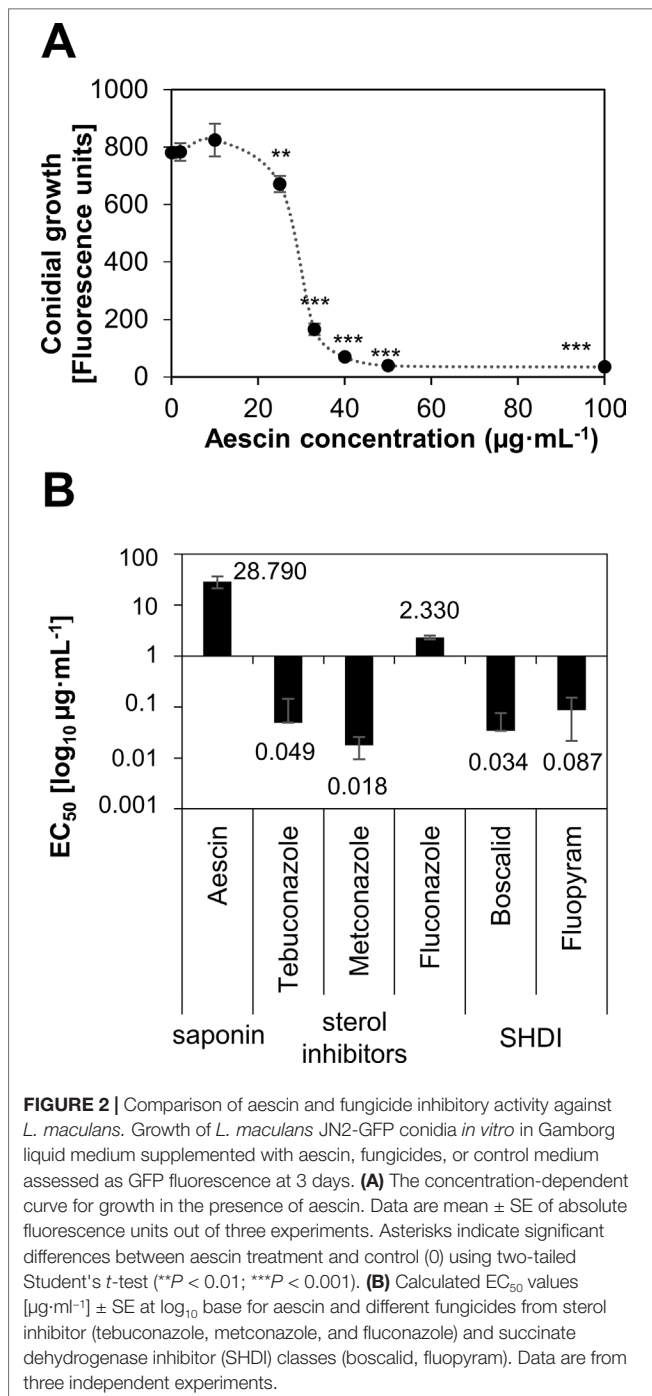 A
Conidial growth
[Fluorescence units]
1000
800
600
400
200
0
**
***
***
***
***
0 20 40 60 80 100
Aescin concentration (µg·mL⁻¹)
B
EC₅₀ [log₁₀ µg·mL⁻¹]
100
10
1
0.1
0.01
0.001
28.790
0.049
0.018
2.330
0.034
0.087
Aescin
Tebuconazole
Metconazole
Fluconazole
Boscalid
Fluopyram
saponin
sterol
inhibitors
SHDI
FIGURE 2 | Comparison of aescin and fungicide inhibitory activity against
L. maculans. Growth of L. maculans JN2-GFP conidia in vitro in Gamborg
liquid medium supplemented with aescin, fungicides, or control medium
assessed as GFP fluorescence at 3 days. (A) The concentration-dependent
curve for growth in the presence of aescin. Data are mean ± SE of absolute
fluorescence units out of three experiments. Asterisks indicate significant
differences between aescin treatment and control (0) using two-tailed
Student's t-test (**P < 0.01; ***P < 0.001). (B) Calculated EC₅₀ values
[µg·ml⁻¹] ± SE at log₁₀ base for aescin and different fungicides from sterol
inhibitor (tebuconazole, metconazole, and fluconazole) and succinate
dehydrogenase inhibitor (SHDI) classes (boscalid, fluopyram). Data are from
three independent experiments.